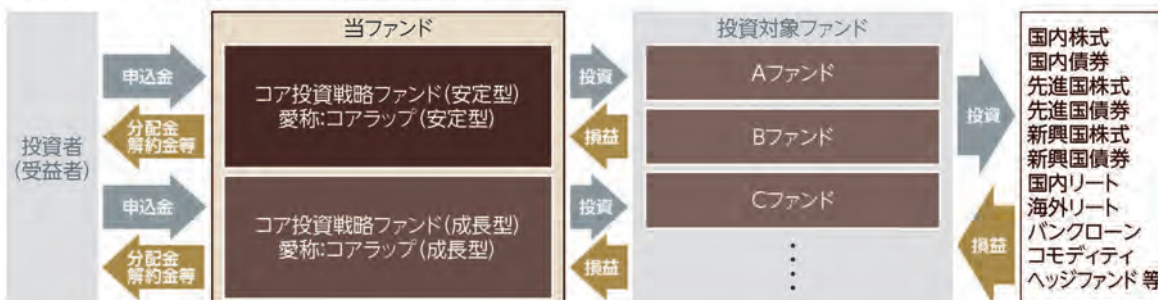 投資者
(受益者)
申込金
分配金
解約金等
申込金
分配金
解約金等
当ファンド
コア投資戦略ファンド(安定型)
愛称:コアラップ(安定型)
コア投資戦略ファンド(成長型)
愛称:コアラップ(成長型)
投資
損益
投資
損益
投資対象ファンド
Aファンド
Bファンド
Cファンド
投資
損益
国内株式
国内債券
先進国株式
先進国債券
新興国株式
新興国債券
国内リート
海外リート
バンクローン
コモディティ
ヘッジファンド 等